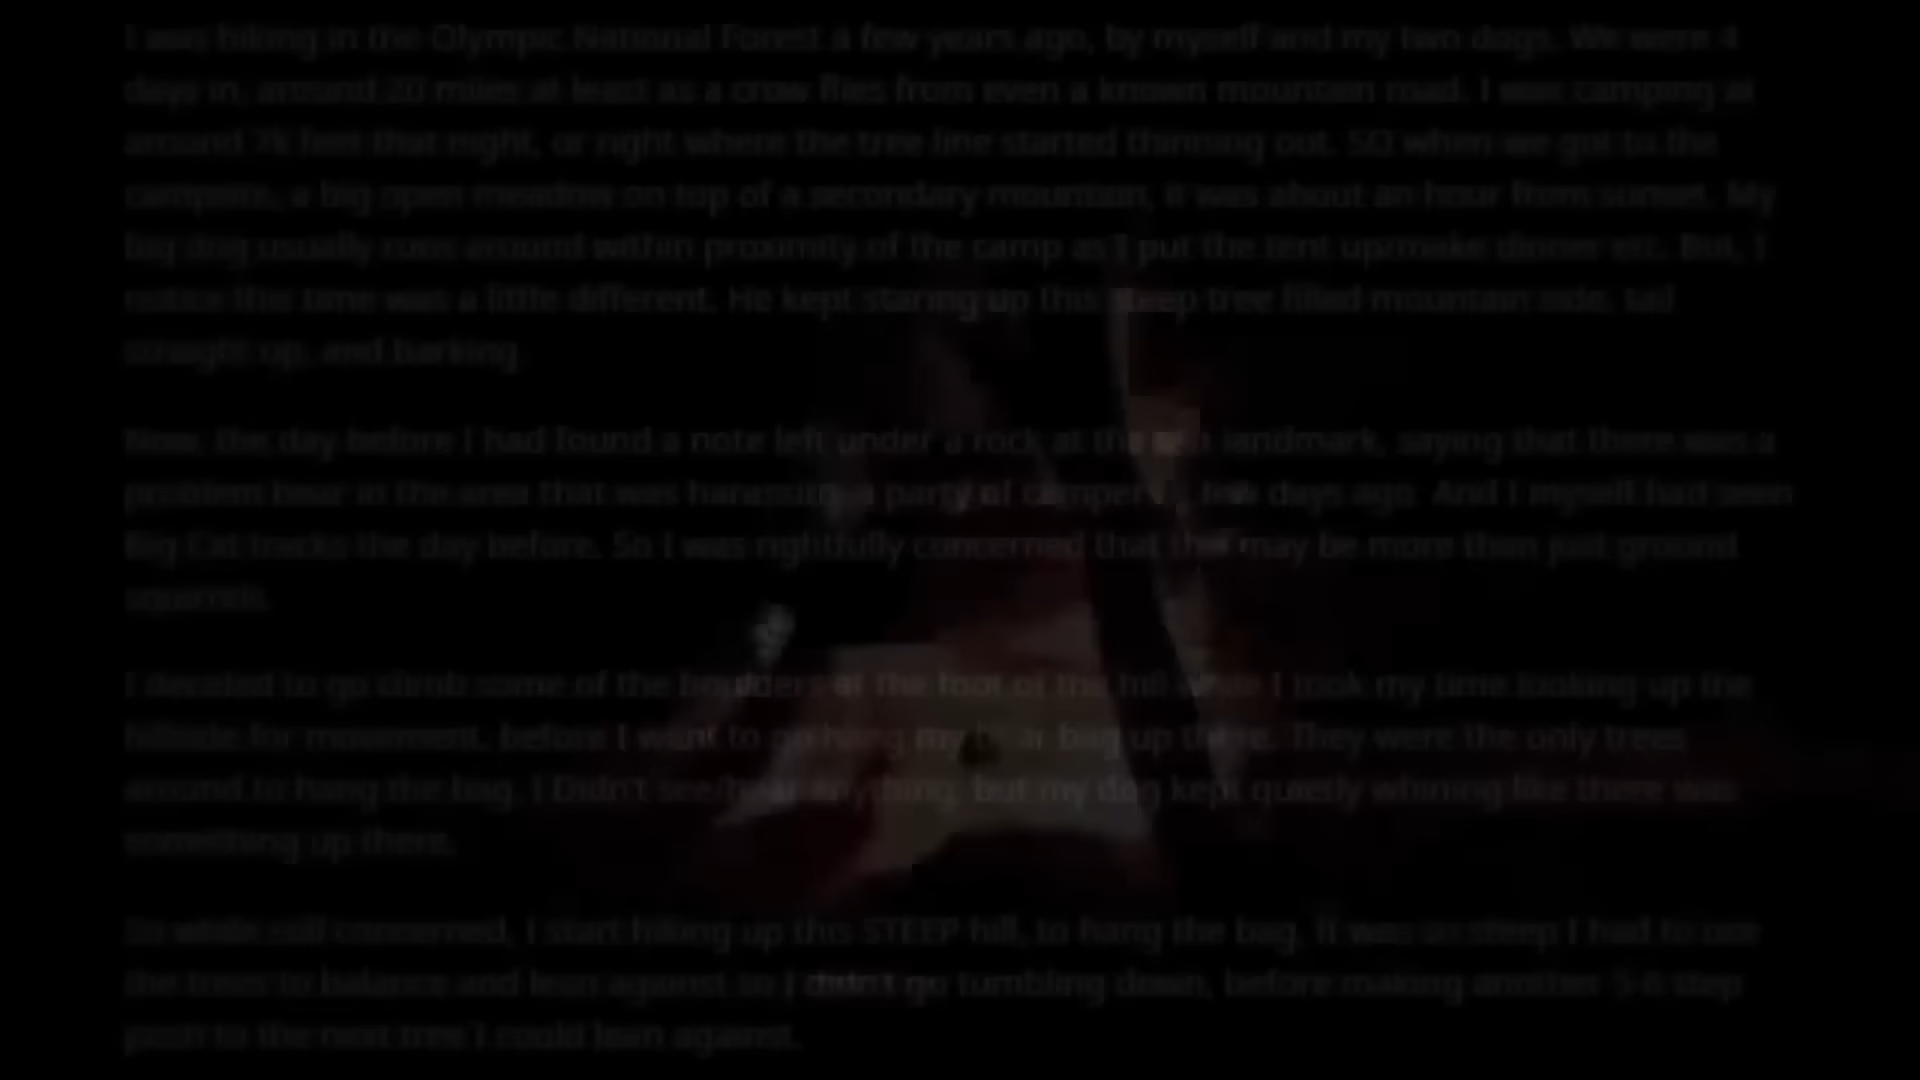 I was hiking in the Olympic National Forest a few years ago, by myself and my two dogs. We were 4
days in, around 20 miles at least as a crow flies from even a known mountain road. I was camping at
around 7k feet that night, or right where the tree line started thinning out. SO when we got to the
campsite, a big open meadow on top of a secondary mountain, it was about an hour from sunset. My
big dog usually runs around within proximity of the camp as I put the tent up/make dinner etc. But, I
notice this time was a little different. He kept staring up this steep tree filled mountain side, tail
straight up, and barking.
Now, the day before I had found a note left under a rock at the landmark, saying that there was a
problem bear in the area that was harassing a party of campers a few days ago. And I myself had seen
Big Cat tracks the day before. So I was rightfully concerned that this may be more then just ground
squirrels.
I decided to go climb some of the boulders at the foot of the hill while I took my time looking up the
hillside for movement, before I went to go hang my bear bag up there. They were the only trees
around to hang the bag. I Didn't see/hear anything, but my dog kept quietly whining like there was
something up there.
So while still concerned, I start hiking up this STEEP hill, to hang the bag. It was so steep I had to use
the trees to balance and lean against so I didn't go tumbling down, before making another 5-6 step
push to the next tree I could lean against.